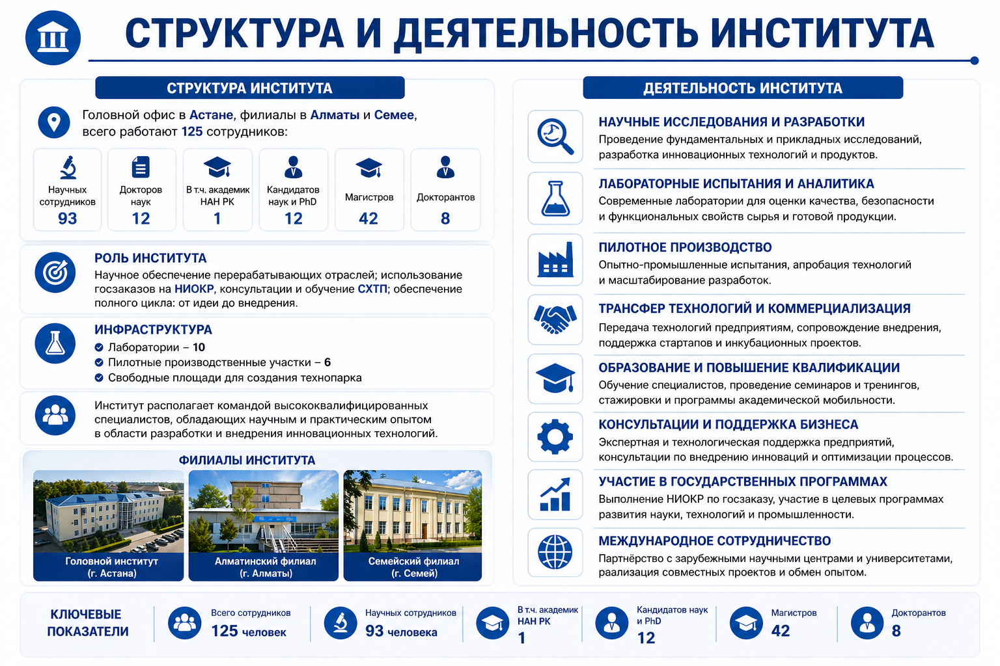 СТРУКТУРА И ДЕЯТЕЛЬНОСТЬ ИНСТИТУТА
СТРУКТУРА ИНСТИТУТА
Головной офис в Астане, филиалы в Алматы и Семее,
всего работают 125 сотрудников:
Научных
сотрудников
93
Докторов
наук
12
В т.ч. академик
НАН РК
1
Кандидатов
наук и PhD
12
Магистров
42
Докторантов
8
РОЛЬ ИНСТИТУТА
Научное обеспечение перерабатывающих отраслей; использование
госзаказов на НИОКР, консультации и обучение СХТП; обеспечение
полного цикла: от идеи до внедрения.
ИНФРАСТРУКТУРА
Лаборатории – 10
Пилотные производственные участки – 6
Свободные площади для создания технопарка
Институт располагает командой высококвалифицированных
специалистов, обладающих научным и практическим опытом
в области разработки и внедрения инновационных технологий.
ФИЛИАЛЫ ИНСТИТУТА
Головной институт
(г. Астана)
Алматинский филиал
(г. Алматы)
Семейский филиал
(г. Семей)
ДЕЯТЕЛЬНОСТЬ ИНСТИТУТА
НАУЧНЫЕ ИССЛЕДОВАНИЯ И РАЗРАБОТКИ
Проведение фундаментальных и прикладных исследований,
разработка инновационных технологий и продуктов.
ЛАБОРАТОРНЫЕ ИСПЫТАНИЯ И АНАЛИТИКА
Современные лаборатории для оценки качества, безопасности
и функциональных свойств сырья и готовой продукции.
ПИЛОТНОЕ ПРОИЗВОДСТВО
Опытно-промышленные испытания, апробация технологий
и масштабирование разработок.
ТРАНСФЕР ТЕХНОЛОГИЙ И КОММЕРЦИАЛИЗАЦИЯ
Передача технологий предприятиям, сопровождение внедрения,
поддержка стартапов и инкубационных проектов.
ОБРАЗОВАНИЕ И ПОВЫШЕНИЕ КВАЛИФИКАЦИИ
Обучение специалистов, проведение семинаров и тренингов,
стажировки и программы академической мобильности.
КОНСУЛЬТАЦИИ И ПОДДЕРЖКА БИЗНЕСА
Экспертная и технологическая поддержка предприятий,
консультации по внедрению инноваций и оптимизации процессов.
УЧАСТИЕ В ГОСУДАРСТВЕННЫХ ПРОГРАММАХ
Выполнение НИОКР по госзаказу, участие в целевых программах
развития науки, технологий и промышленности.
МЕЖДУНАРОДНОЕ СОТРУДНИЧЕСТВО
Партнёрство с зарубежными научными центрами и университетами,
раализация совместных проектов и обмен опытом.
КЛЮЧЕВЫЕ
ПОКАЗАТЕЛИ
Всего сотрудников
125 человек
Научных сотрудников
93 человека
В т.ч. академик
НАН РК
1
Кандидатов наук
и PhD
12
Магистров
42
Докторантов
8